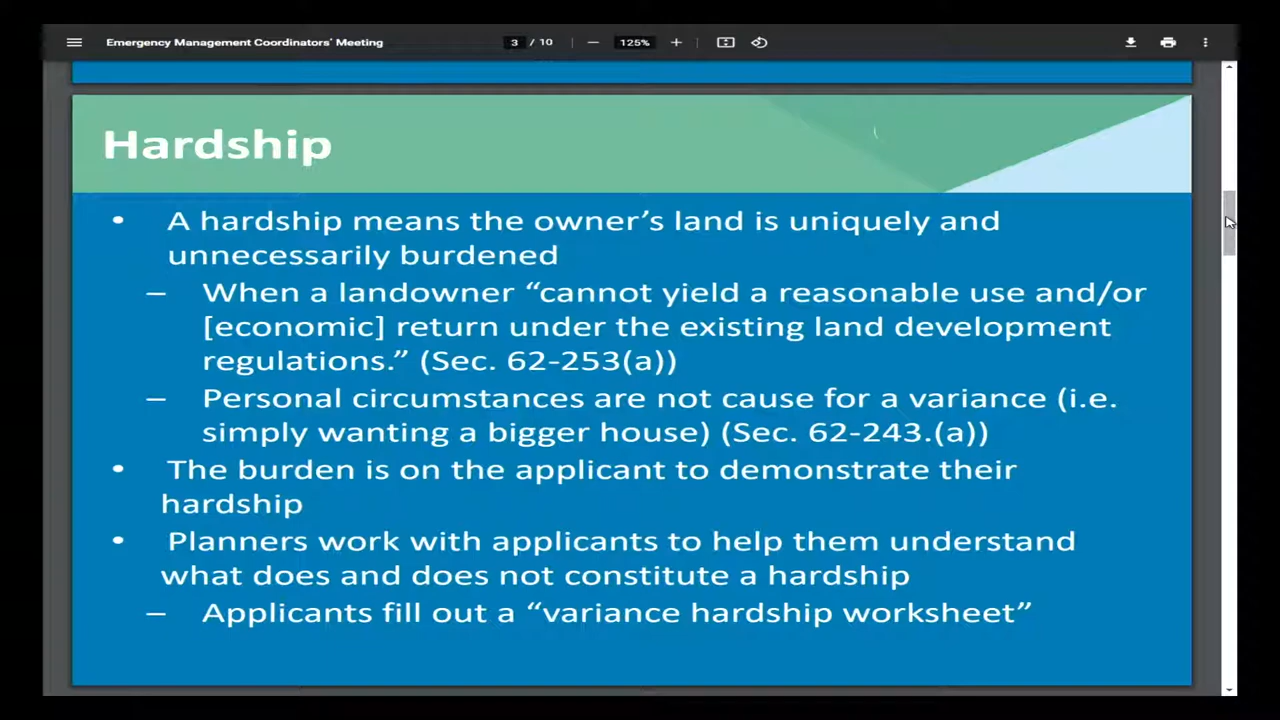 Emergency Management Coordinators' Meeting 3 / 10 125%
Hardship
• A hardship means the owner’s land is uniquely and
unnecessarily burdened
– When a landowner “cannot yield a reasonable use and/or
[economic] return under the existing land development
regulations.” (Sec. 62-253(a))
– Personal circumstances are not cause for a variance (i.e.
simply wanting a bigger house) (Sec. 62-243.(a))
• The burden is on the applicant to demonstrate their
hardship
• Planners work with applicants to help them understand
what does and does not constitute a hardship
– Applicants fill out a “variance hardship worksheet”